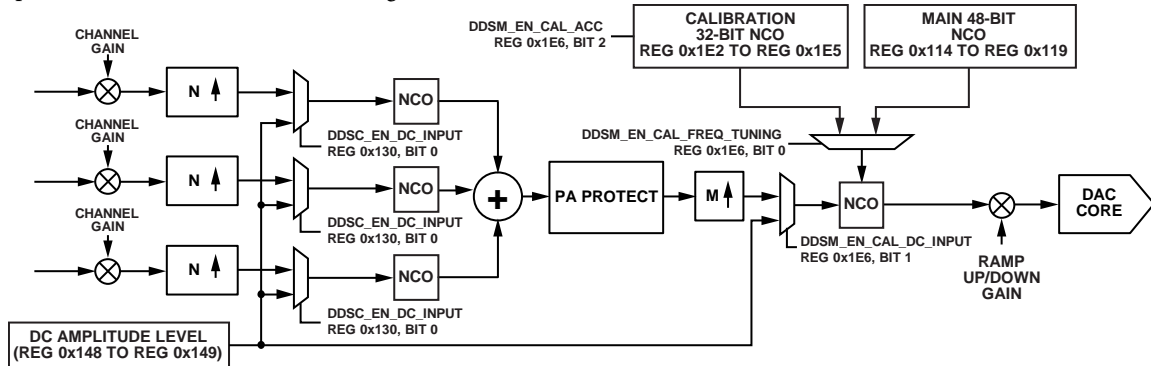 DDSM_EN_CAL_ACC
REG 0x1E6, BIT 2
CALIBRATION
32-BIT NCO
REG 0x1E2 TO REG 0x1E5
MAIN 48-BIT
NCO
REG 0x114 TO REG 0x119
CHANNEL
GAIN
N
NCO
DDSC_EN_DC_INPUT
REG 0x130, BIT 0
DDSM_EN_CAL_FREQ_TUNING
REG 0x1E6, BIT 0
CHANNEL
GAIN
N
NCO
DDSC_EN_DC_INPUT
REG 0x130, BIT 0
+
PA PROTECT
M
NCO
DDSM_EN_CAL_DC_INPUT
REG 0x1E6, BIT 1
RAMP
UP/DOWN
GAIN
DAC
CORE
CHANNEL
GAIN
N
NCO
DDSC_EN_DC_INPUT
REG 0x130, BIT 0
DC AMPLITUDE LEVEL
(REG 0x148 TO REG 0x149)